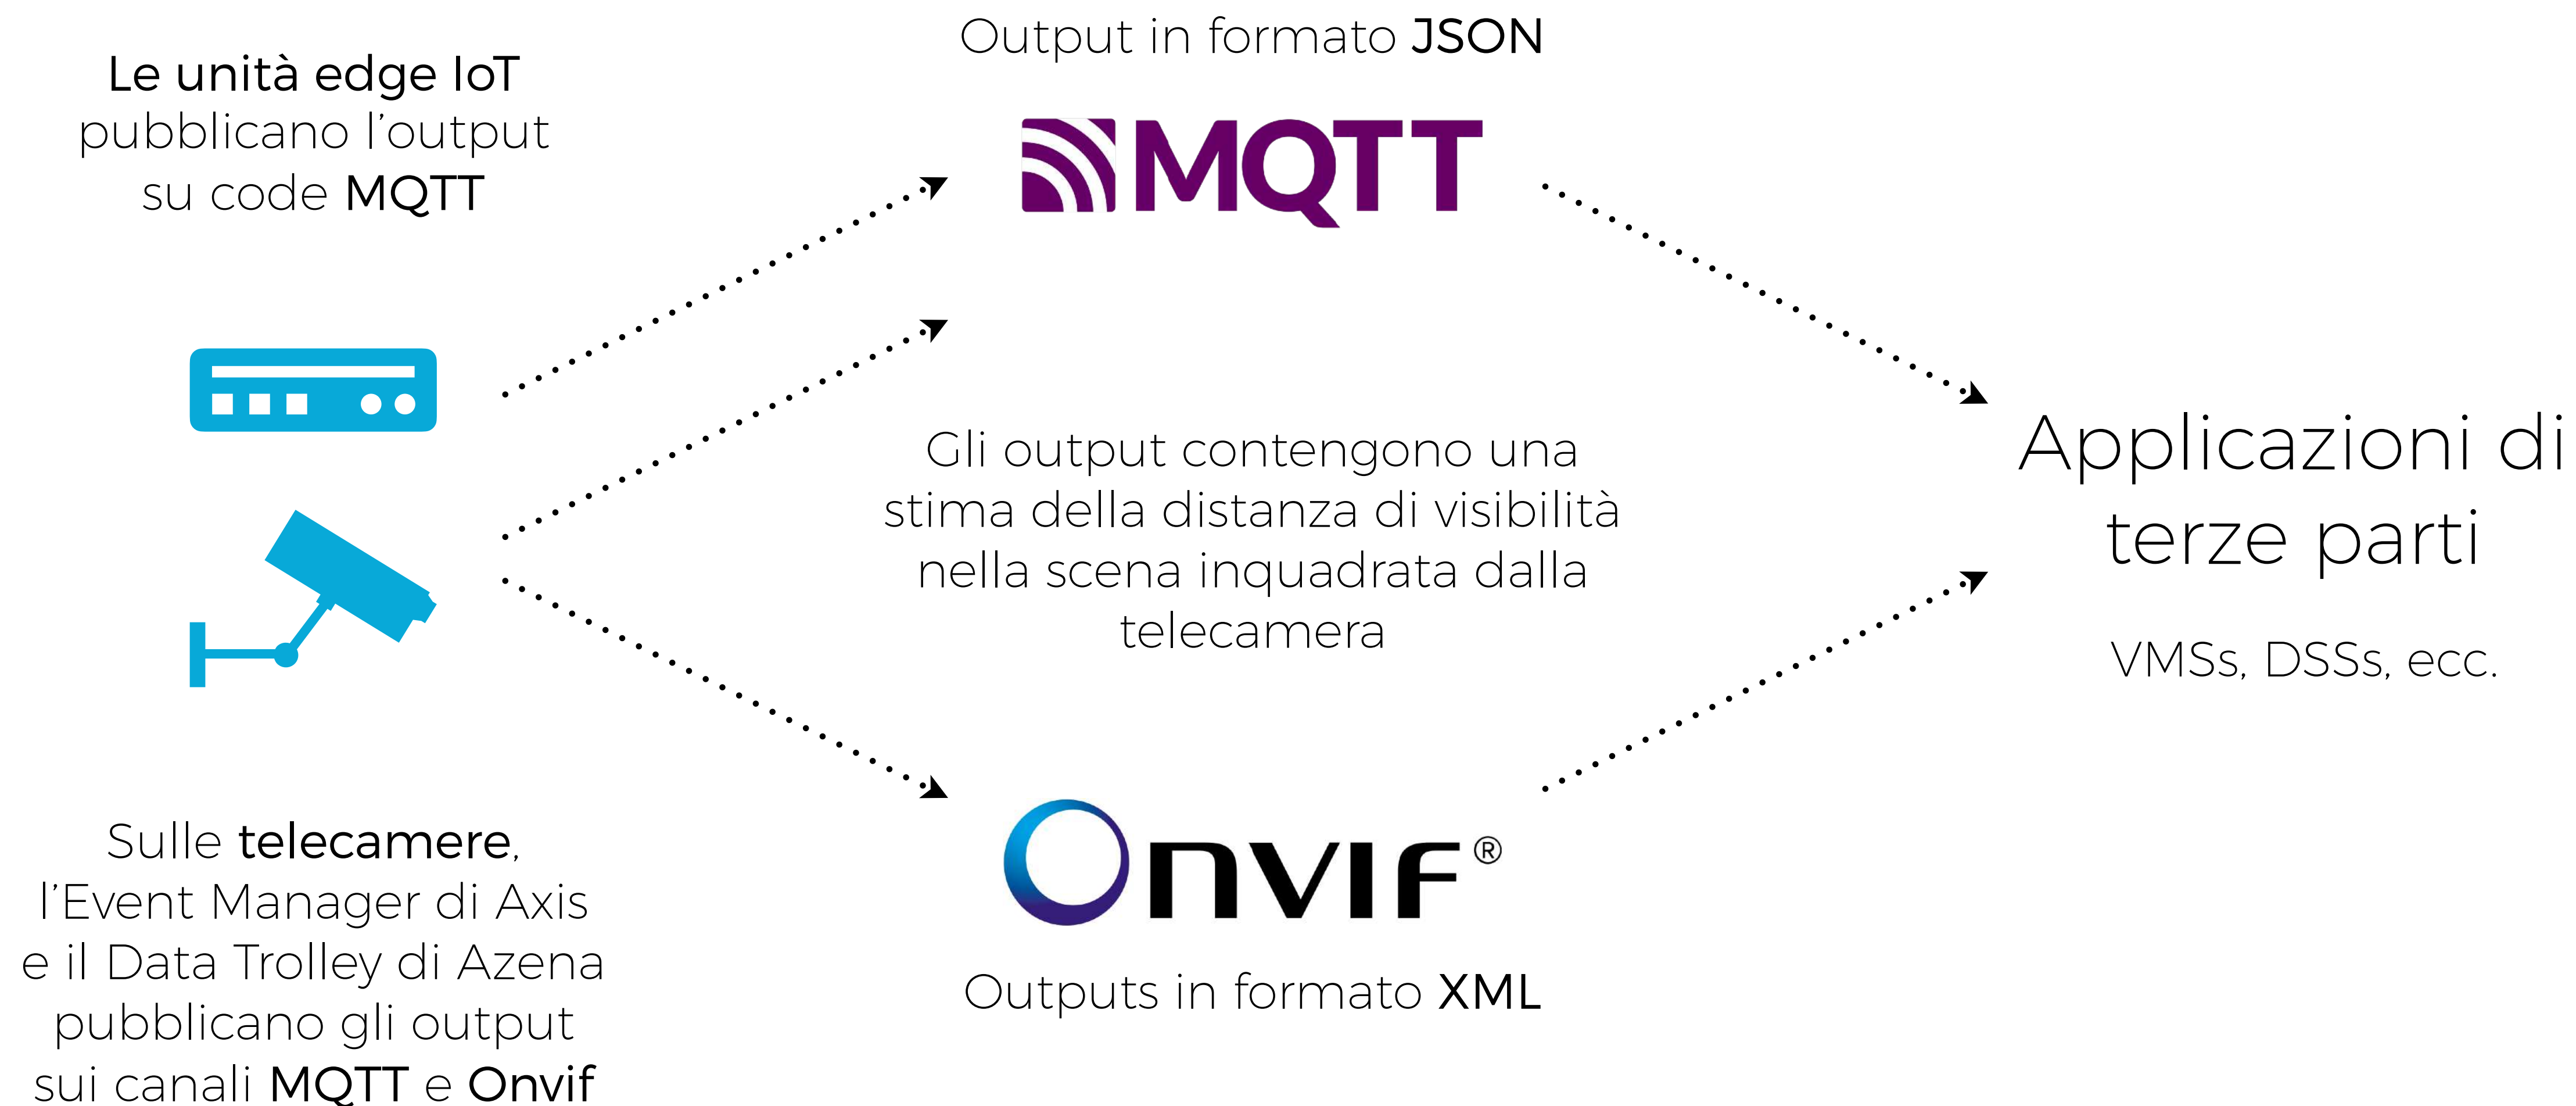 Le unità edge IoT
pubblicano l'output
su code MQTT
Output in formato JSON
MQTT
Gli output contengono una
stima della distanza di visibilità
nella scena inquadrata dalla
telecamera
Applicazioni di
terze parti
VMSs, DSSs, ecc.
Sulle telecamere,
l'Event Manager di Axis
e il Data Trolley di Azena
pubblicano gli output
sui canali MQTT e Onvif
ONVIF®
Outputs in formato XML